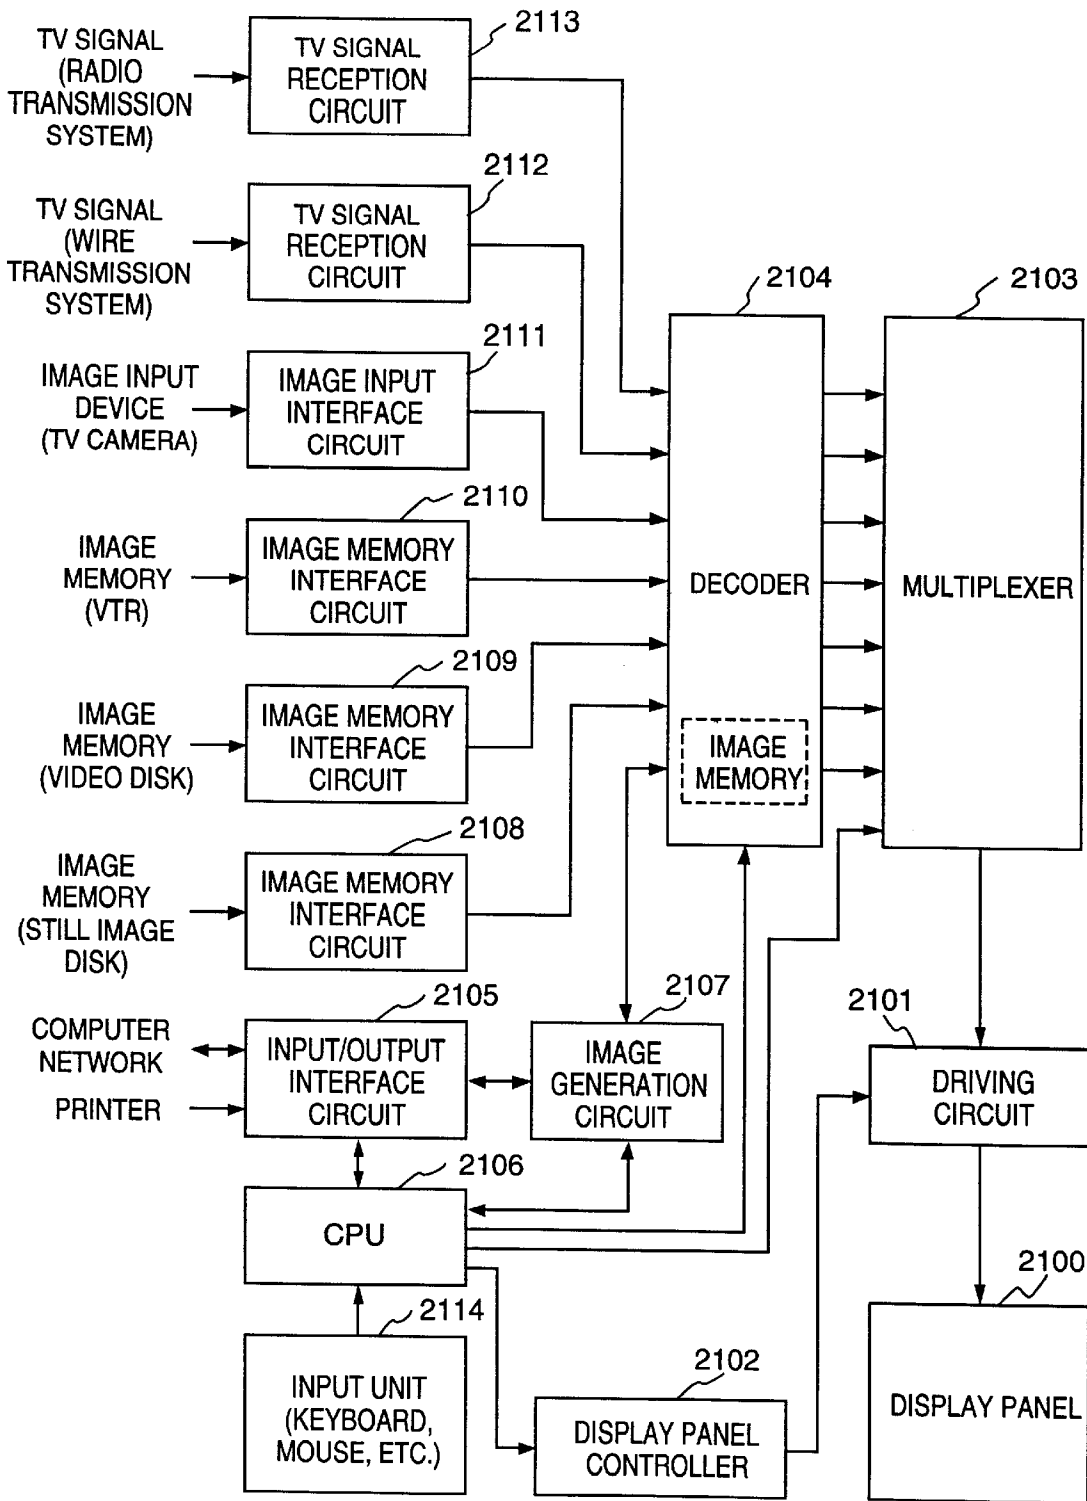 TV SIGNAL
(RADIO
TRANSMISSION
SYSTEM)
TV SIGNAL
RECEPTION
CIRCUIT
2113
TV SIGNAL
(WIRE
TRANSMISSION
SYSTEM)
TV SIGNAL
RECEPTION
CIRCUIT
2112
IMAGE INPUT
DEVICE
(TV CAMERA)
IMAGE INPUT
INTERFACE
CIRCUIT
2111
IMAGE
MEMORY
(VTR)
IMAGE MEMORY
INTERFACE
CIRCUIT
2110
IMAGE
MEMORY
(VIDEO DISK)
IMAGE MEMORY
INTERFACE
CIRCUIT
2109
IMAGE
MEMORY
(STILL IMAGE
DISK)
IMAGE MEMORY
INTERFACE
CIRCUIT
2108
2104
DECODER
IMAGE
MEMORY
2103
MULTIPLEXER
COMPUTER
NETWORK
PRINTER
2105
INPUT/OUTPUT
INTERFACE
CIRCUIT
2107
IMAGE
GENERATION
CIRCUIT
2101
DRIVING
CIRCUIT
2106
CPU
2114
INPUT UNIT
(KEYBOARD,
MOUSE, ETC.)
2102
DISPLAY PANEL
CONTROLLER
2100
DISPLAY PANEL